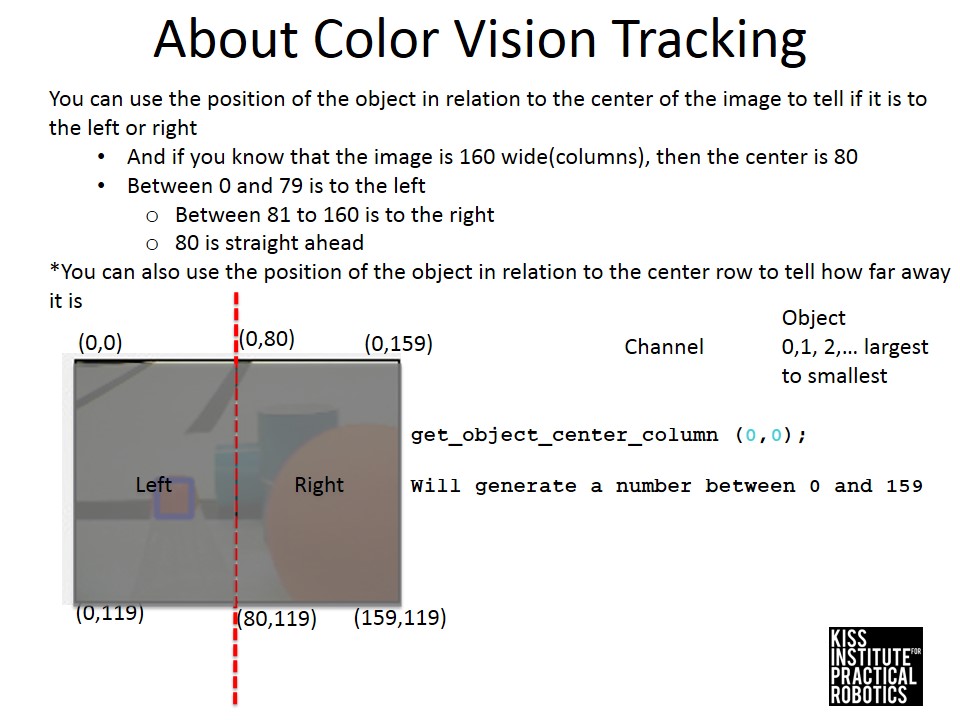 About Color Vision Tracking
You can use the position of the object in relation to the center of the image to tell if it is to
the left or right
• And if you know that the image is 160 wide(columns), then the center is 80
• Between 0 and 79 is to the left
o Between 81 to 160 is to the right
o 80 is straight ahead
*You can also use the position of the object in relation to the center row to tell how far away
it is
(0,0)
(0,80)
(0,159)
Channel
Object
0,1, 2,... largest
to smallest
get_object_center_column (0,0);
Left
Right
Will generate a number between 0 and 159
(0,119)
(80,119)
(159,119)
KISS
INSTITUTE FOR
PRACTICAL
ROBOTICS